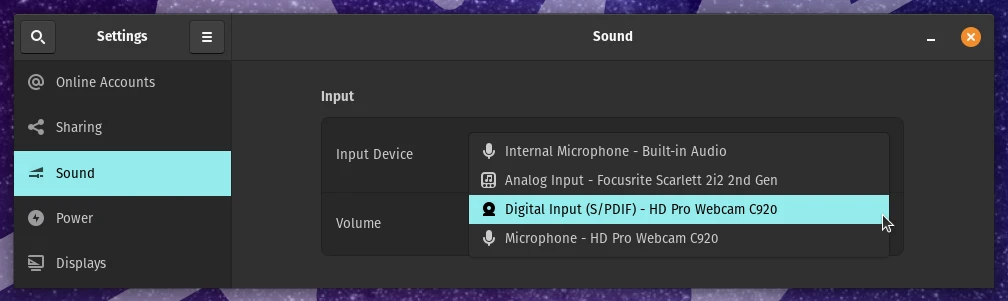 Settings
Sound
Online Accounts
Sharing
Sound
Power
Displays
Input
Input Device
Internal Microphone - Built-in Audio
Analog Input - Focusrite Scarlett 2i2 2nd Gen
Digital Input (S/PDIF) - HD Pro Webcam C920
Microphone - HD Pro Webcam C920
Volume